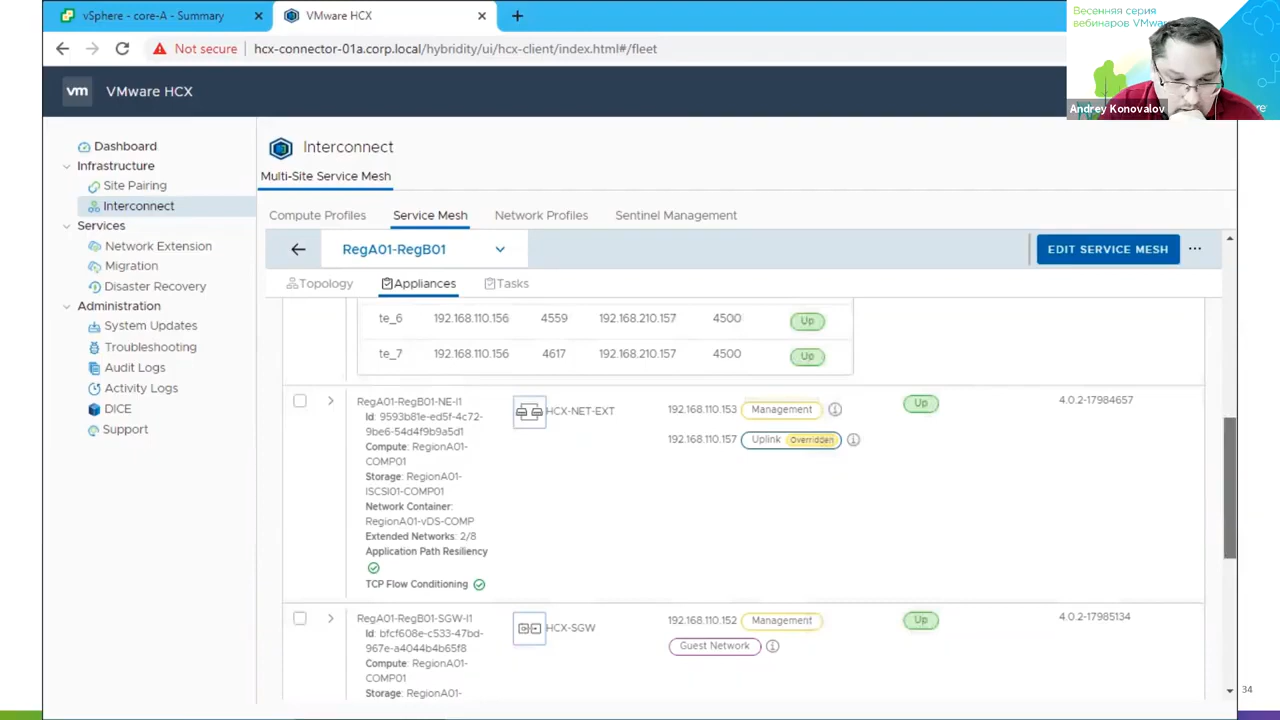 vSphere - core-A - Summary
VMware HCX
Not secure
hcx-connector-01a.corp.local/hybridity/ui/hcx-client/index.html#/fleet
Весенняя серия
вебинаров VMwa
Andrey Konovalov
vm
VMware HCX
Dashboard
Infrastructure
Site Pairing
Interconnect
Services
Network Extension
Migration
Disaster Recovery
Administration
System Updates
Troubleshooting
Audit Logs
Activity Logs
DICE
Support
Interconnect
Multi-Site Service Mesh
Compute Profiles
Service Mesh
Network Profiles
Sentinel Management
RegA01-RegB01
EDIT SERVICE MESH
Topology
Appliances
Tasks
te_6 192.168.110.156 4559 192.168.210.157 4500 Up
te_7 192.168.110.156 4617 192.168.210.157 4500 Up
RegA01-RegB01-NE-I1
Id: 9593b81e-ed5f-4c72-
9be6-54d4f9b9a5d1
Compute: RegionA01-
COMP01
Storage: RegionA01-
ISCSI01-COMP01
Network Container:
RegionA01-vDS-COMP
Extended Networks: 2/8
Application Path Resiliency
TCP Flow Conditioning
HCX-NET-EXT
192.168.110.153 Management
192.168.110.157 Uplink Overridden
Up
4.0.2-17984657
RegA01-RegB01-SGW-I1
Id: bfcf608e-c533-47bd-
967e-a4044b4b65f8
Compute: RegionA01-
COMP01
Storage: RegionA01-
HCX-SGW
192.168.110.152 Management
Guest Network
Up
4.0.2-17985134
34